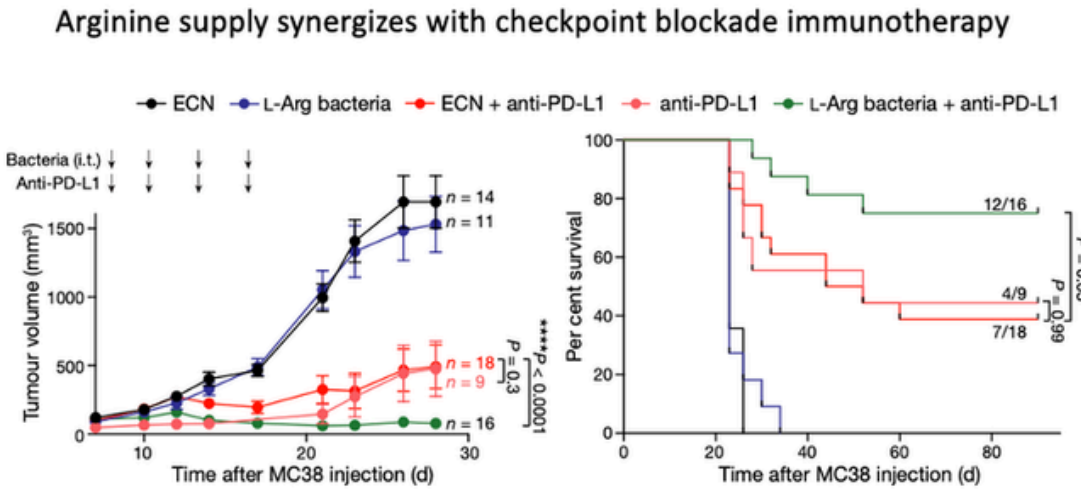 Arginine supply synergizes with checkpoint blockade immunotherapy
ECN L-Arg bacteria ECN + anti-PD-L1 anti-PD-L1 L-Arg bacteria + anti-PD-L1
Bacteria (i.t.)
Anti-PD-L1
Tumour volume (mm³)
1500
1000
500
0
10
20
30
Time after MC38 injection (d)
n = 14
n = 11
n = 18
n = 9
n = 16
P = 0.3
****P < 0.0001
Per cent survival
100
80
60
40
20
0
0
20
40
60
80
Time after MC38 injection (d)
12/16
4/9
7/18
P = 0.99